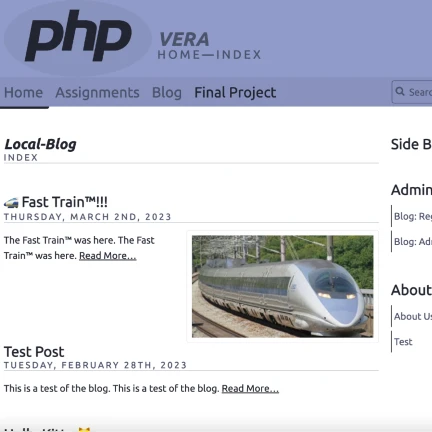 php
VERA
HOME—INDEX
Home Assignments Blog Final Project
Local-Blog
INDEX
🚅 Fast Train™!!!
THURSDAY, MARCH 2ND, 2023
The Fast Train™ was here. The Fast
Train™ was here. Read More…
Test Post
TUESDAY, FEBRUARY 28TH, 2023
This is a test of the blog. This is a test of the blog. Read More…
Side B
Admin
Blog: Re
Blog: Ad
About
About Us
Test